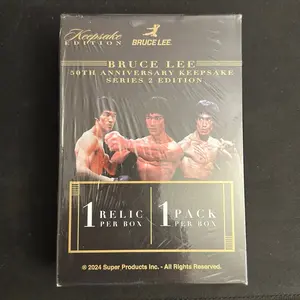 Keepsake
EDITION
BRUCE LEE
BRUCE LEE
50TH ANNIVERSARY KEEPSAKE
SERIES 2 EDITION
1 RELIC PER BOX
1 PACK PER BOX
© 2024 Super Products Inc. - All Rights Reserved.